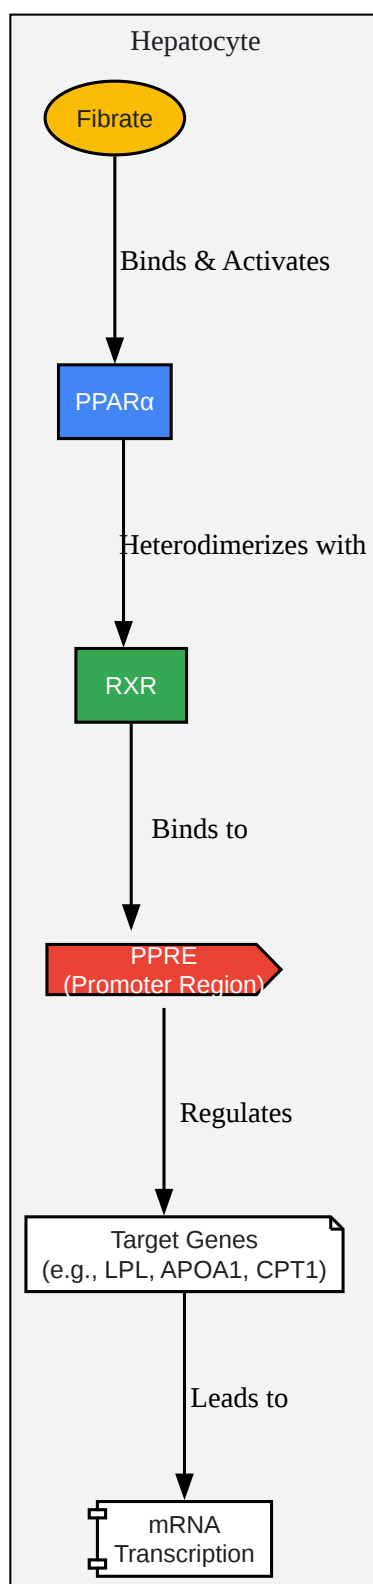 Hepatocyte
Fibrate
Binds & Activates
PPARα
Heterodimerizes with
RXR
Binds to
PPRE
(Promoter Region)
Regulates
Target Genes
(e.g., LPL, APOA1, CPT1)
Leads to
mRNA
Transcription